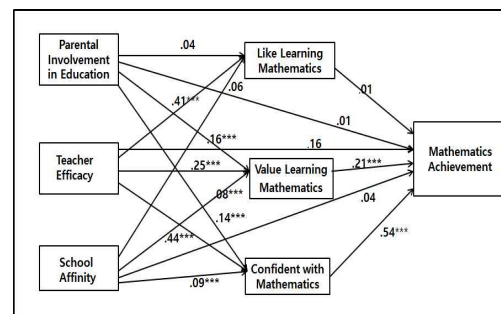 Parental
Involvement
in Education
.04
Like Learning
Mathematics
.06
.41***
.01
.01
.16***
.16
Mathematics
Achievement
Teacher
Efficacy
.25***
Value Learning
Mathematics
.21***
.08***
.04
.14***
.44***
.54***
School
Affinity
.09***
Confident with
Mathematics